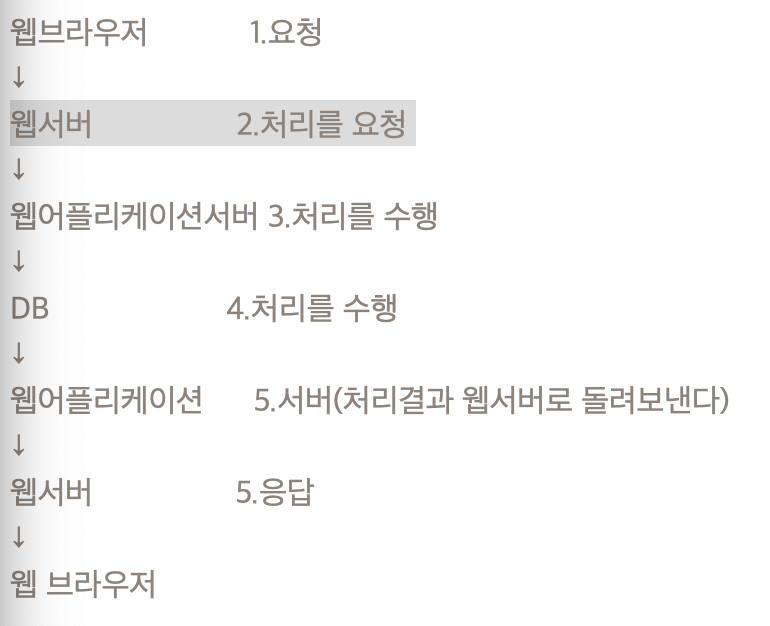 웹브라우저 1.요청
↓
웹서버 2.처리를 요청
↓
웹어플리케이션서버 3.처리를 수행
↓
DB 4.처리를 수행
↓
웹어플리케이션 5.서버(처리결과 웹서버로 돌려보낸다)
↓
웹서버 5.응답
↓
웹 브라우저